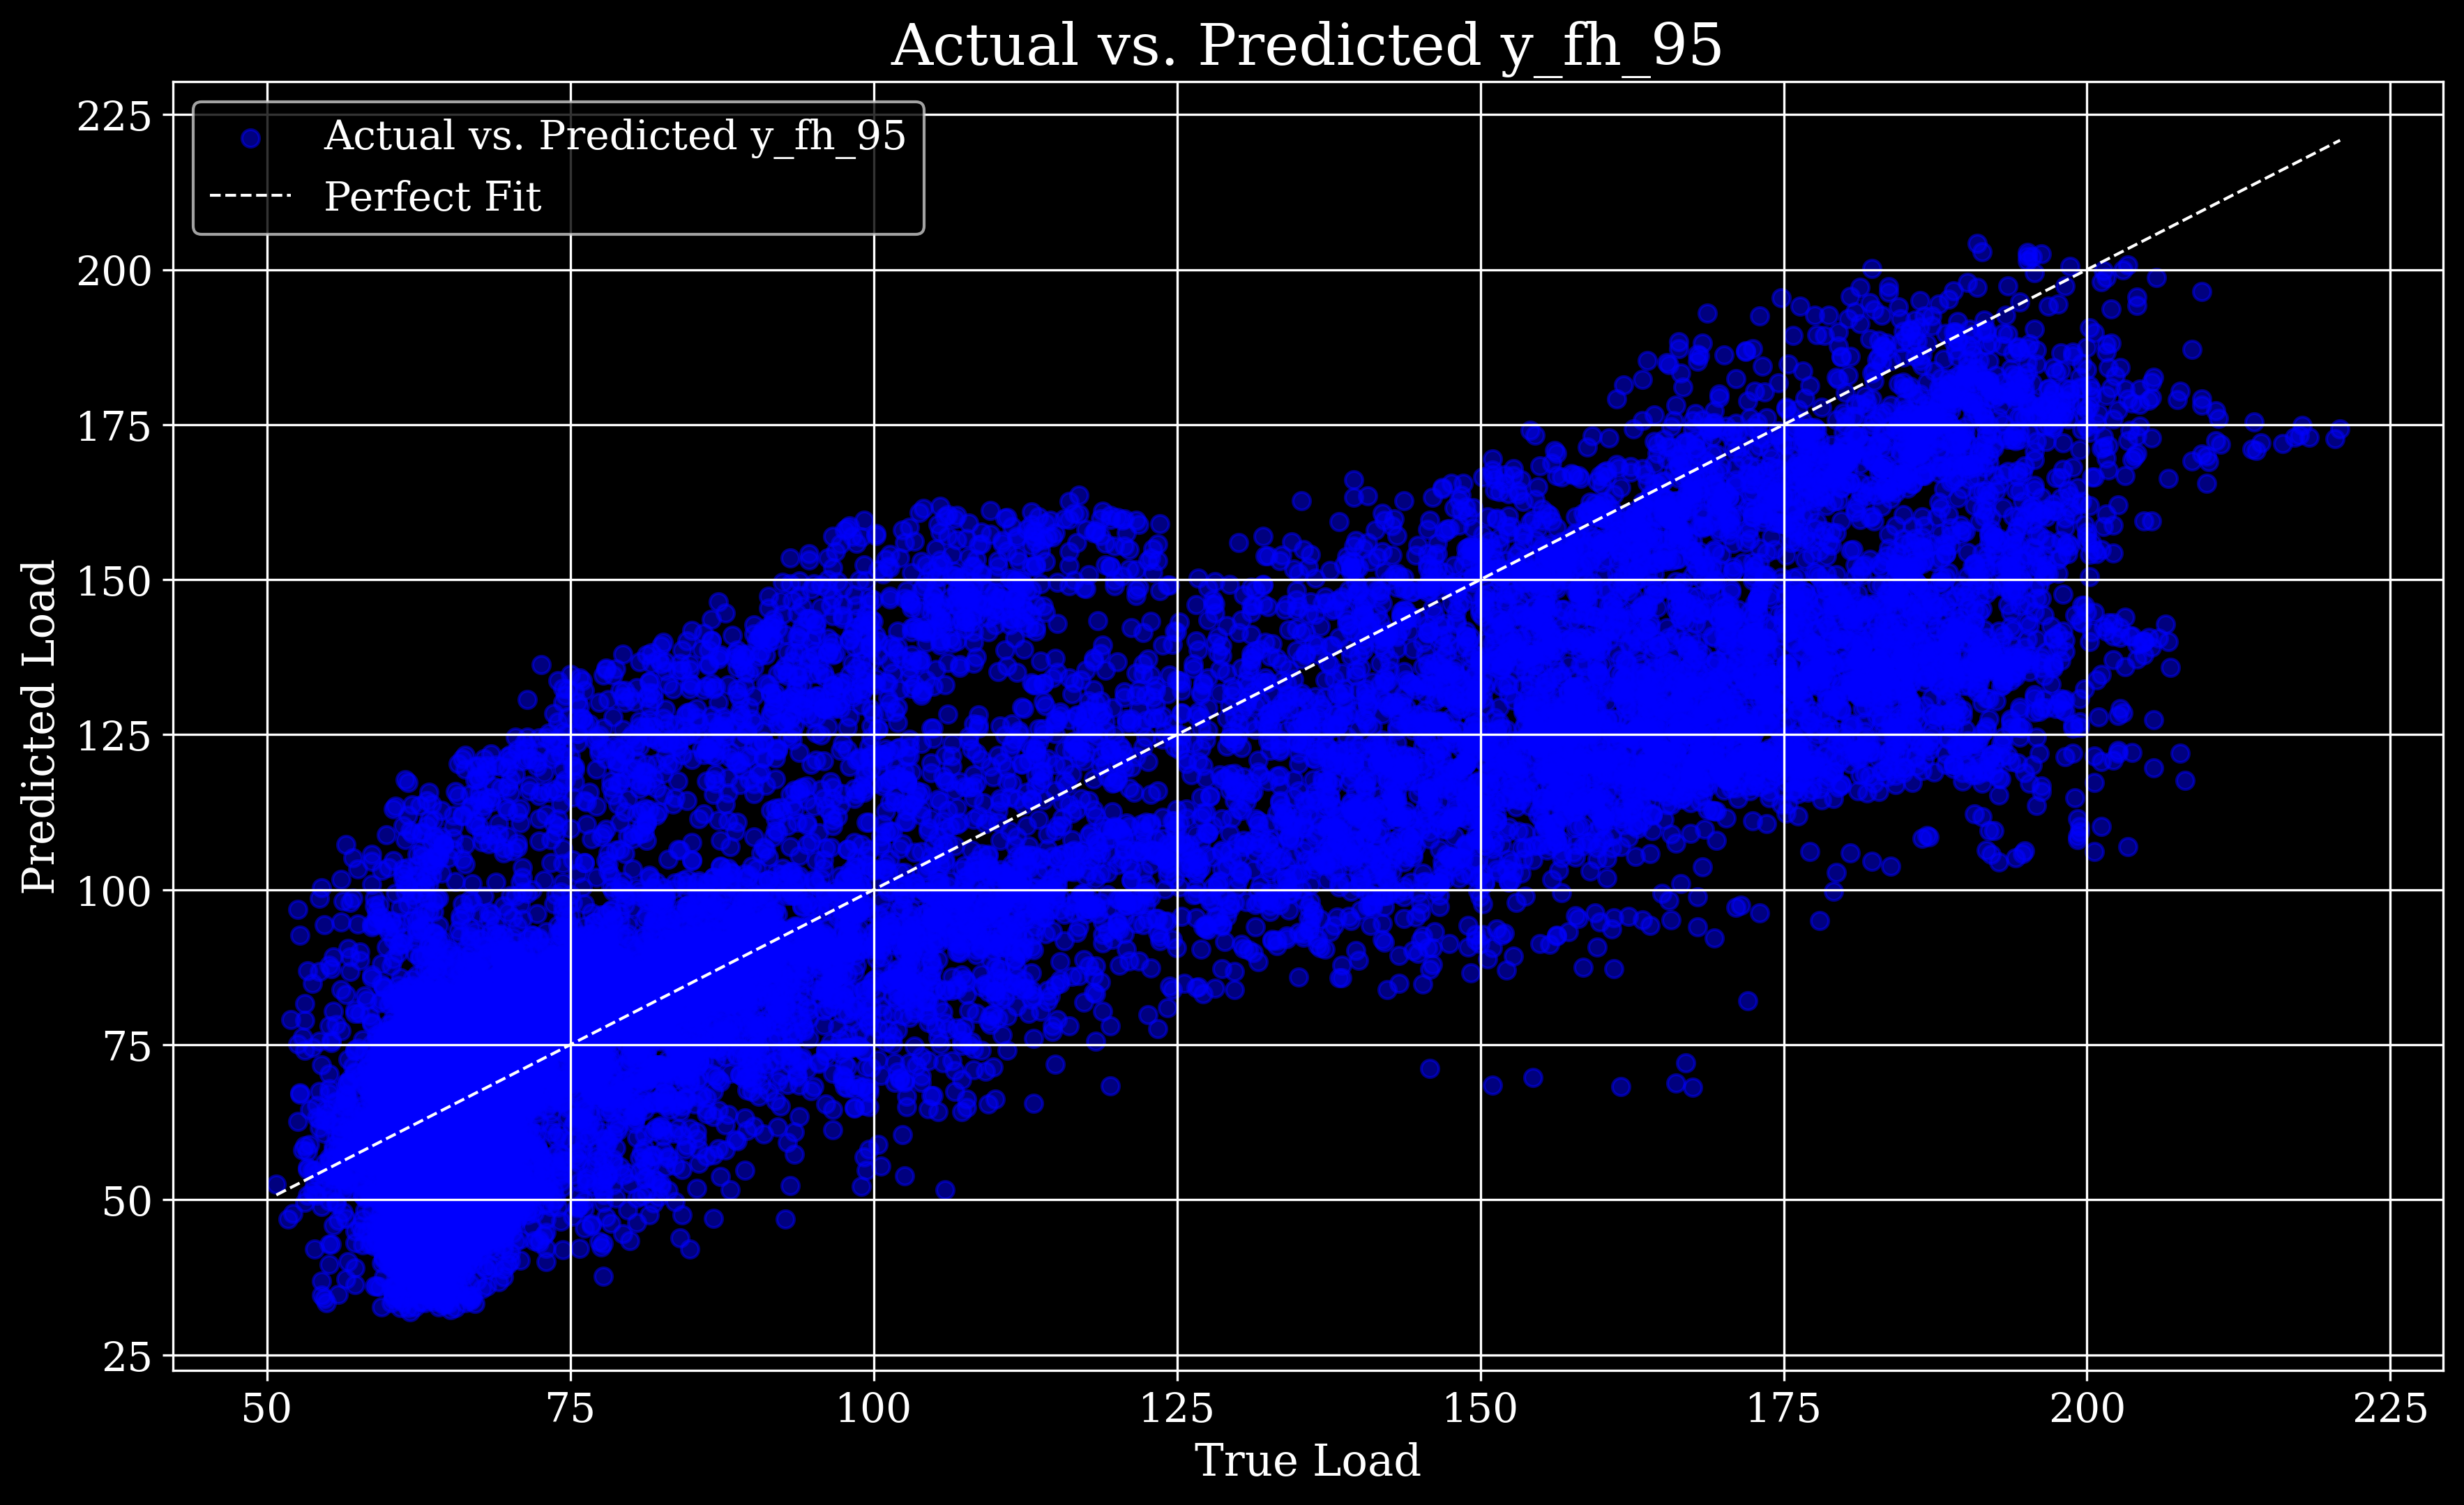 Actual vs. Predicted y_fh_95
Actual vs. Predicted y_fh_95
Perfect Fit
225
200
175
150
125
100
75
50
25
Predicted Load
50 75 100 125 150 175 200 225
True Load